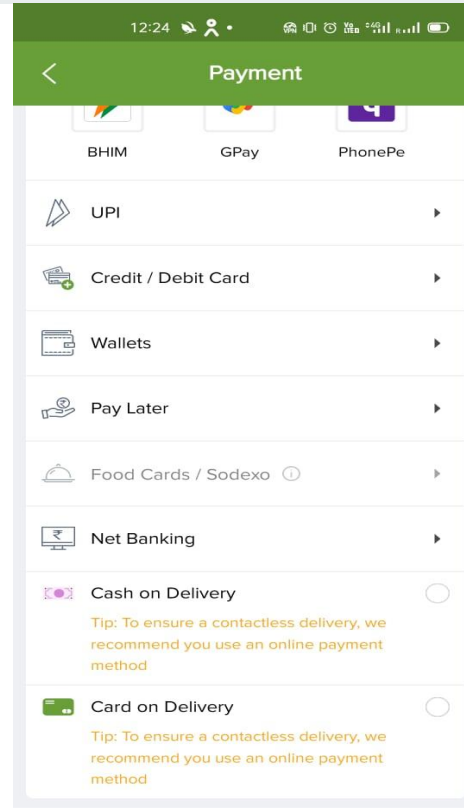 12:24
Payment
BHIM GPay PhonePe
UPI
Credit / Debit Card
Wallets
Pay Later
Food Cards / Sodexo
Net Banking
Cash on Delivery
Tip: To ensure a contactless delivery, we
recommend you use an online payment
method
Card on Delivery
Tip: To ensure a contactless delivery, we
recommend you use an online payment
method